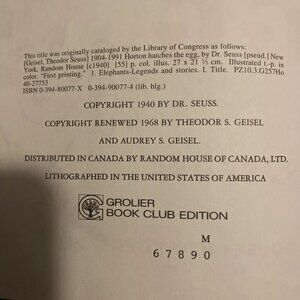 This title was originally cataloged by the Library of Congress as follows:
[Geisel, Theodor Seuss] 1904-1991 Horton hatches the egg, by Dr. Seuss [pseud.] New
York, Random House [c1940] [55] p. col. illus. 27 x 21 ½ cm. Illustrated t.-p. in
color. "First printing." 1. Elephants-Legends and stories. I. Title. PZ10.3.G257Ho
40-27753
ISBN 0-394-80077-X 0-394-90077-4 (lib. blg.)
COPYRIGHT 1940 BY DR. SEUSS.
COPYRIGHT RENEWED 1968 BY THEODOR S. GEISEL
AND AUDREY S. GEISEL.
DISTRIBUTED IN CANADA BY RANDOM HOUSE OF CANADA, LTD.
LITHOGRAPHED IN THE UNITED STATES OF AMERICA
GROLIER
BOOK CLUB EDITION
M
67890